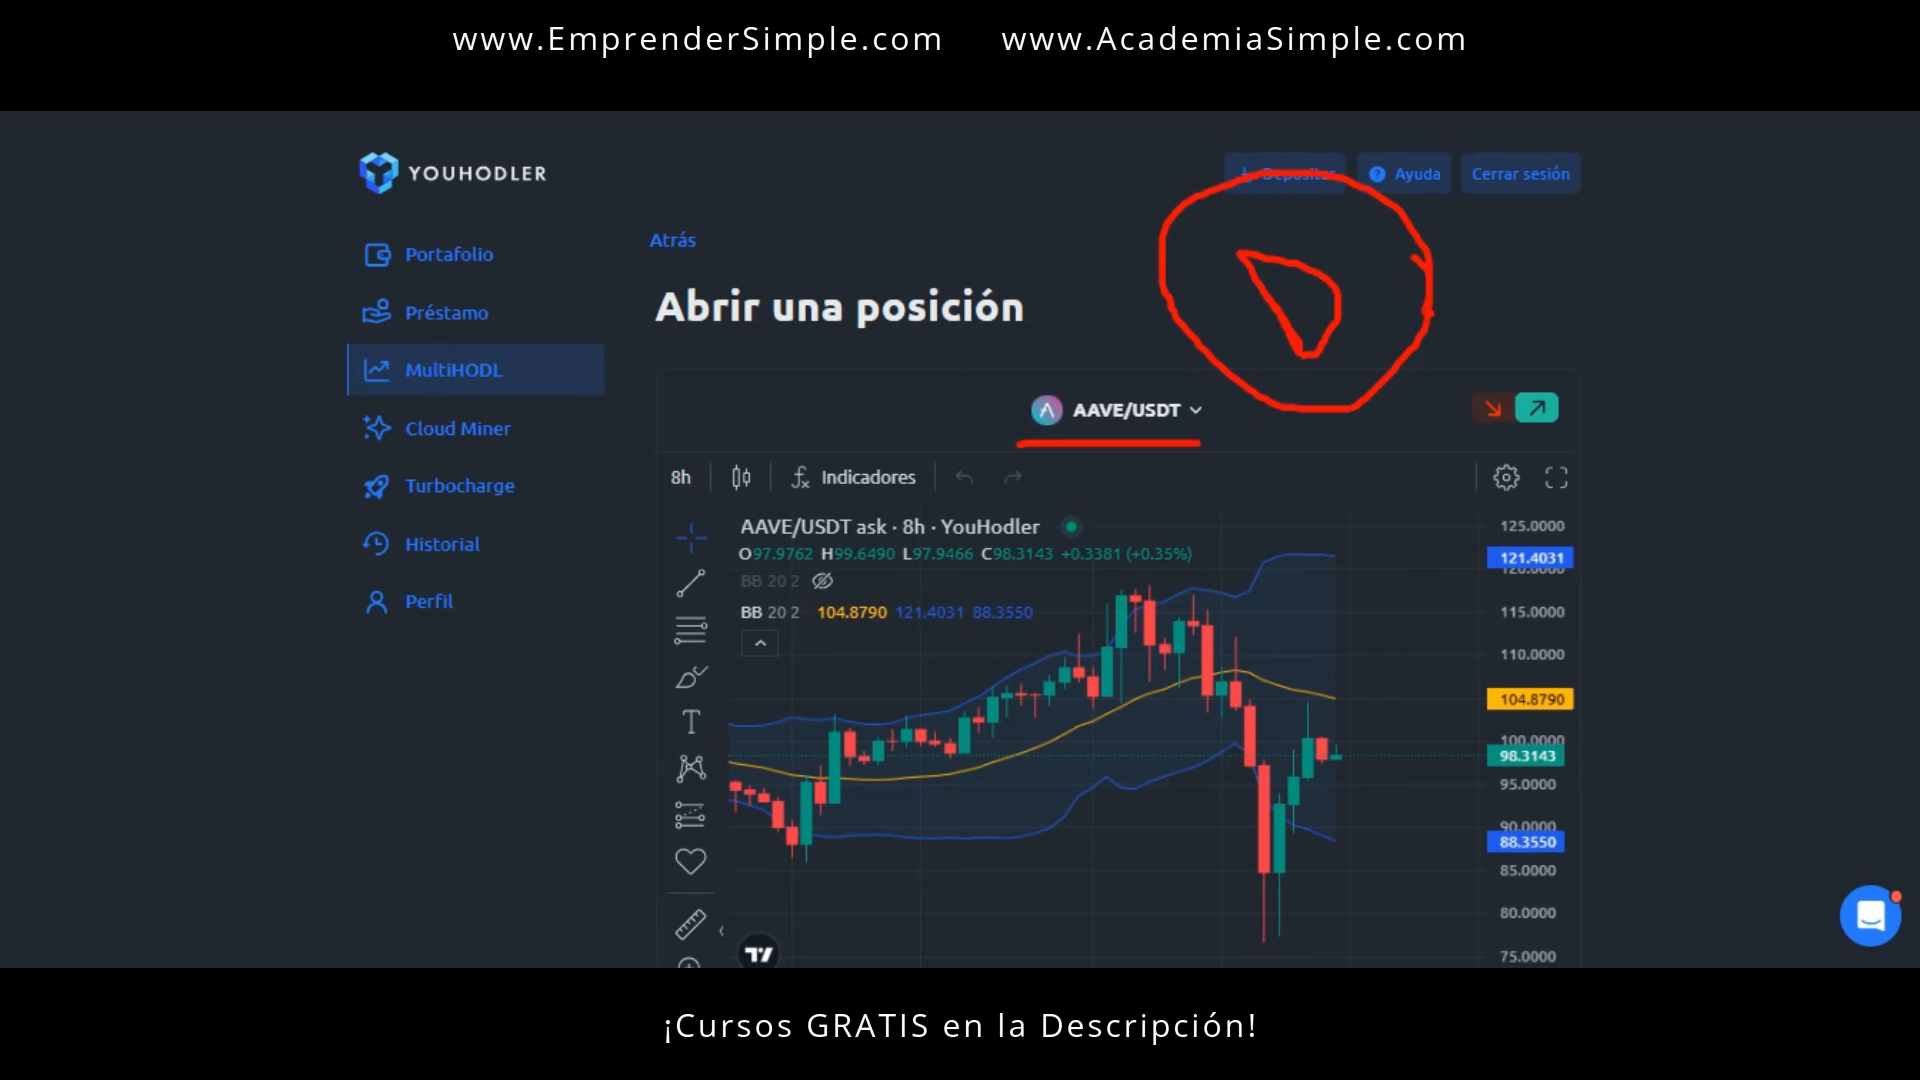 www.EmprenderSimple.com www.AcademiaSimple.com
YOUHODLER
Depositar Ayuda Cerrar sesión
Atrás
Portafolio
Préstamo
MultiHODL
Cloud Miner
Turbocharge
Historial
Perfil
Abrir una posición
AAVE/USDT
8h Indicadores
AAVE/USDT ask · 8h · YouHodler
O97.9762 H99.6490 L97.9466 C98.3143 +0.3381 (+0.35%)
BB 20 2
BB 20 2 104.8790 121.4031 88.3550
125.0000
121.4031
120.0000
115.0000
110.0000
104.8790
100.0000
98.3143
95.0000
90.0000
88.3550
85.0000
80.0000
75.0000
¡Cursos GRATIS en la Descripción!